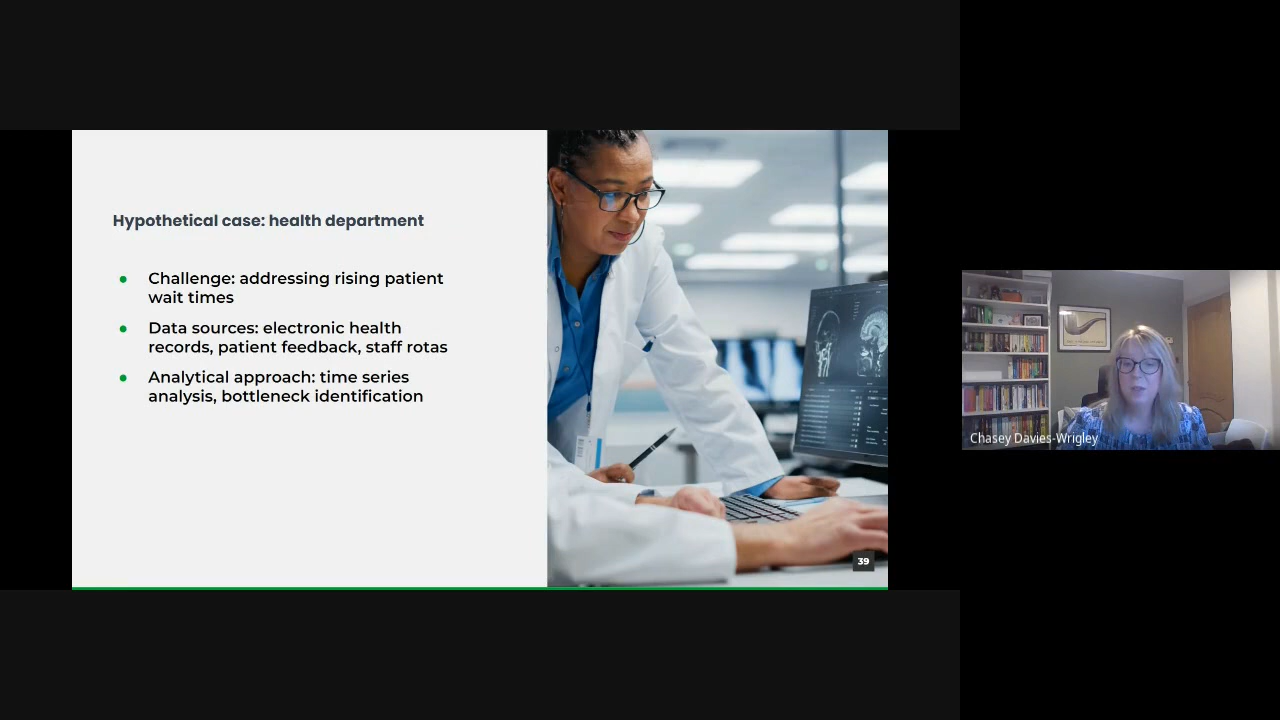 Hypothetical case: health department
● Challenge: addressing rising patient
wait times
● Data sources: electronic health
records, patient feedback, staff rotas
● Analytical approach: time series
analysis, bottleneck identification
39
Chasey Davies-Wrigley